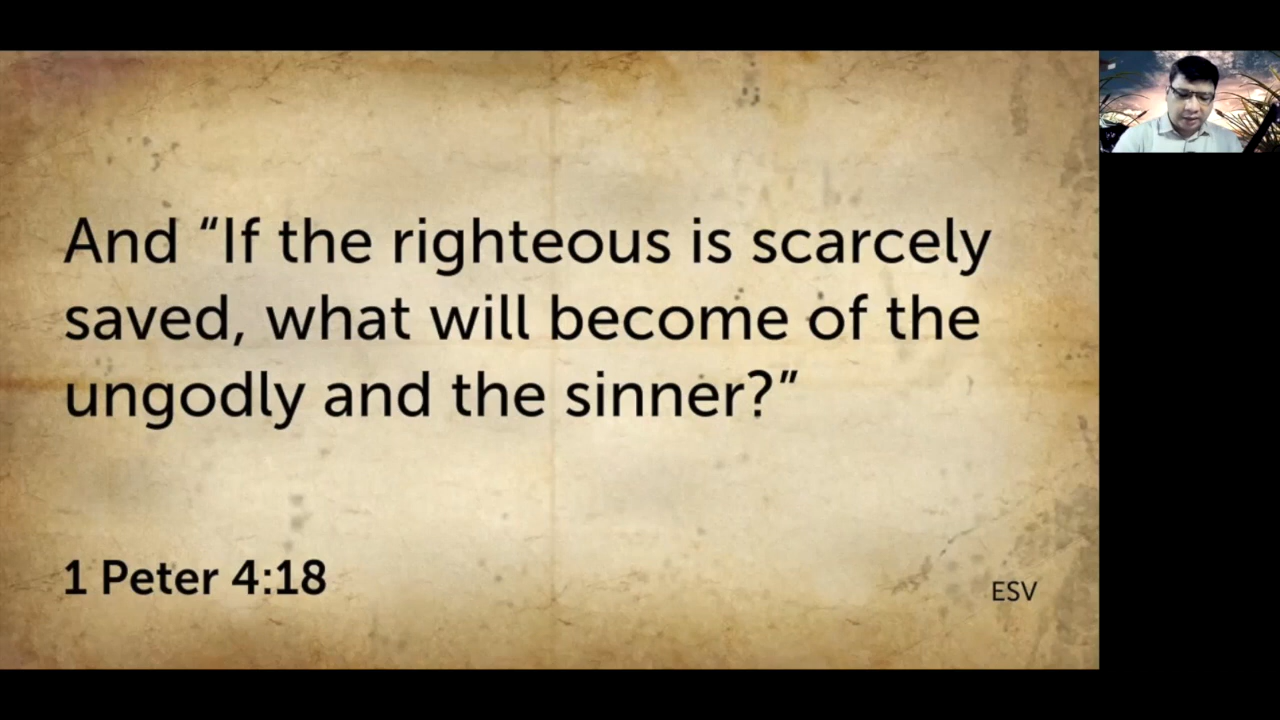 And “If the righteous is scarcely
saved, what will become of the
ungodly and the sinner?”
1 Peter 4:18
ESV